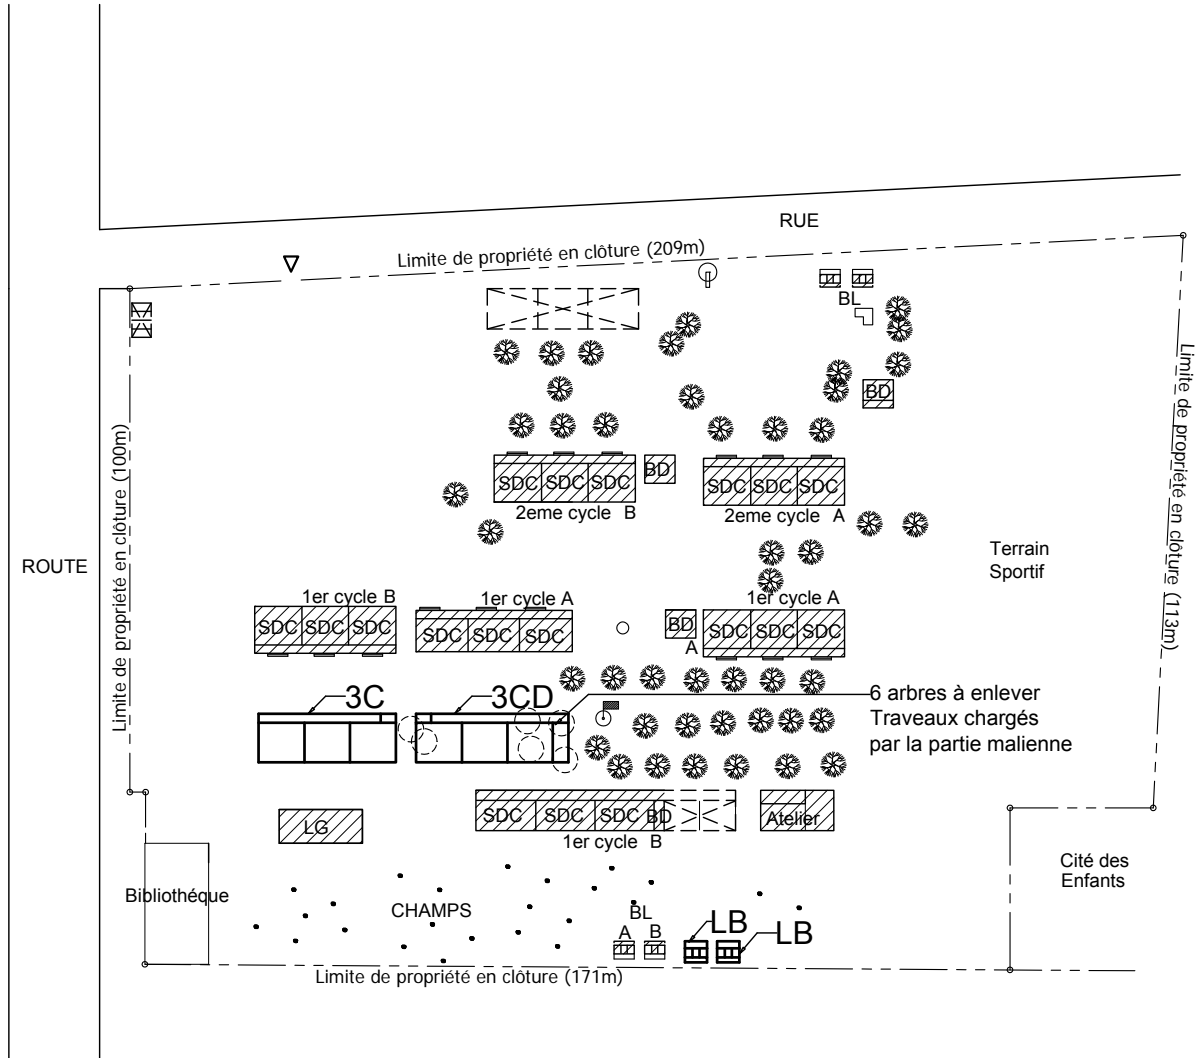 RUE
Limite de propriété en clôture (209m)
BL
Limite de propriété en clôture (113m)
BD
Limite de propriété en clôture (100m)
SDC SDC SDC
BD
SDC SDC SDC
2eme cycle B
2eme cycle A
ROUTE
Terrain
Sportif
1er cycle B
1er cycle A
1er cycle A
SDC SDC SDC
SDC SDC SDC
BD
A
SDC SDC SDC
3C
3CD
6 arbres à enlever
Traveaux chargés
par la partie malienne
LG
SDC SDC SDC BD
Atelier
1er cycle B
Cité des
Enfants
Bibliothéque
CHAMPS
BL
A B
LB
LB
Limite de propriété en clôture (171m)